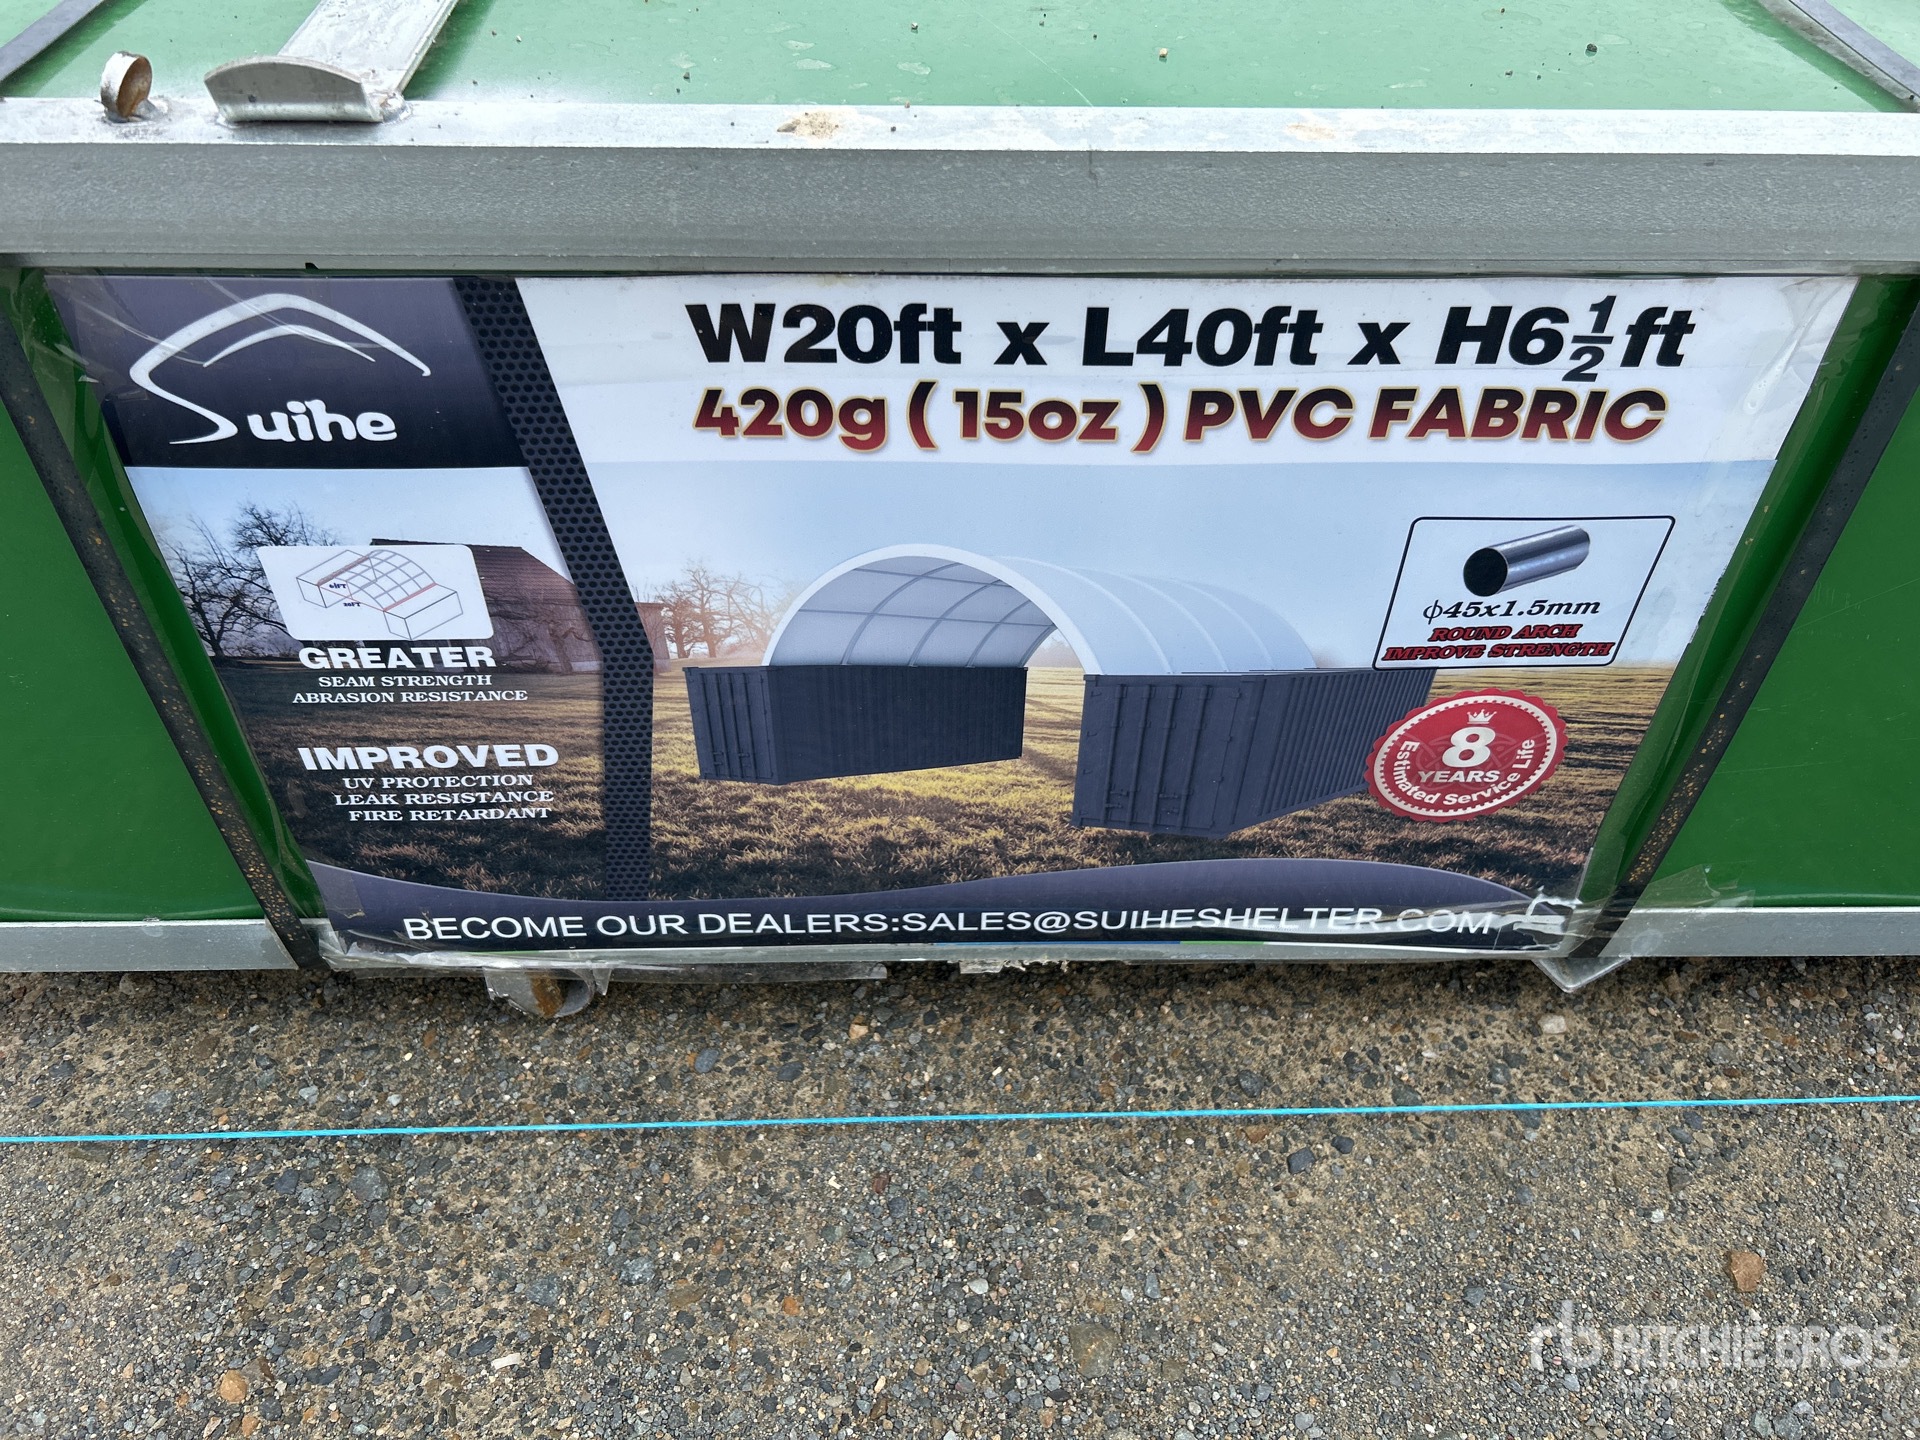 Suihe
W20ft x L40ft x H6½ft
420g ( 15oz ) PVC FABRIC
20FT
GREATER
SEAM STRENGTH
ABRASION RESISTANCE
IMPROVED
UV PROTECTION
LEAK RESISTANCE
FIRE RETARDANT
ϕ45x1.5mm
ROUND ARCH
IMPROVE STRENGTH
8
YEARS
Estimated Service Life
BECOME OUR DEALERS:SALES@SUIHESHELTER.COM
rb RITCHIE BROS.